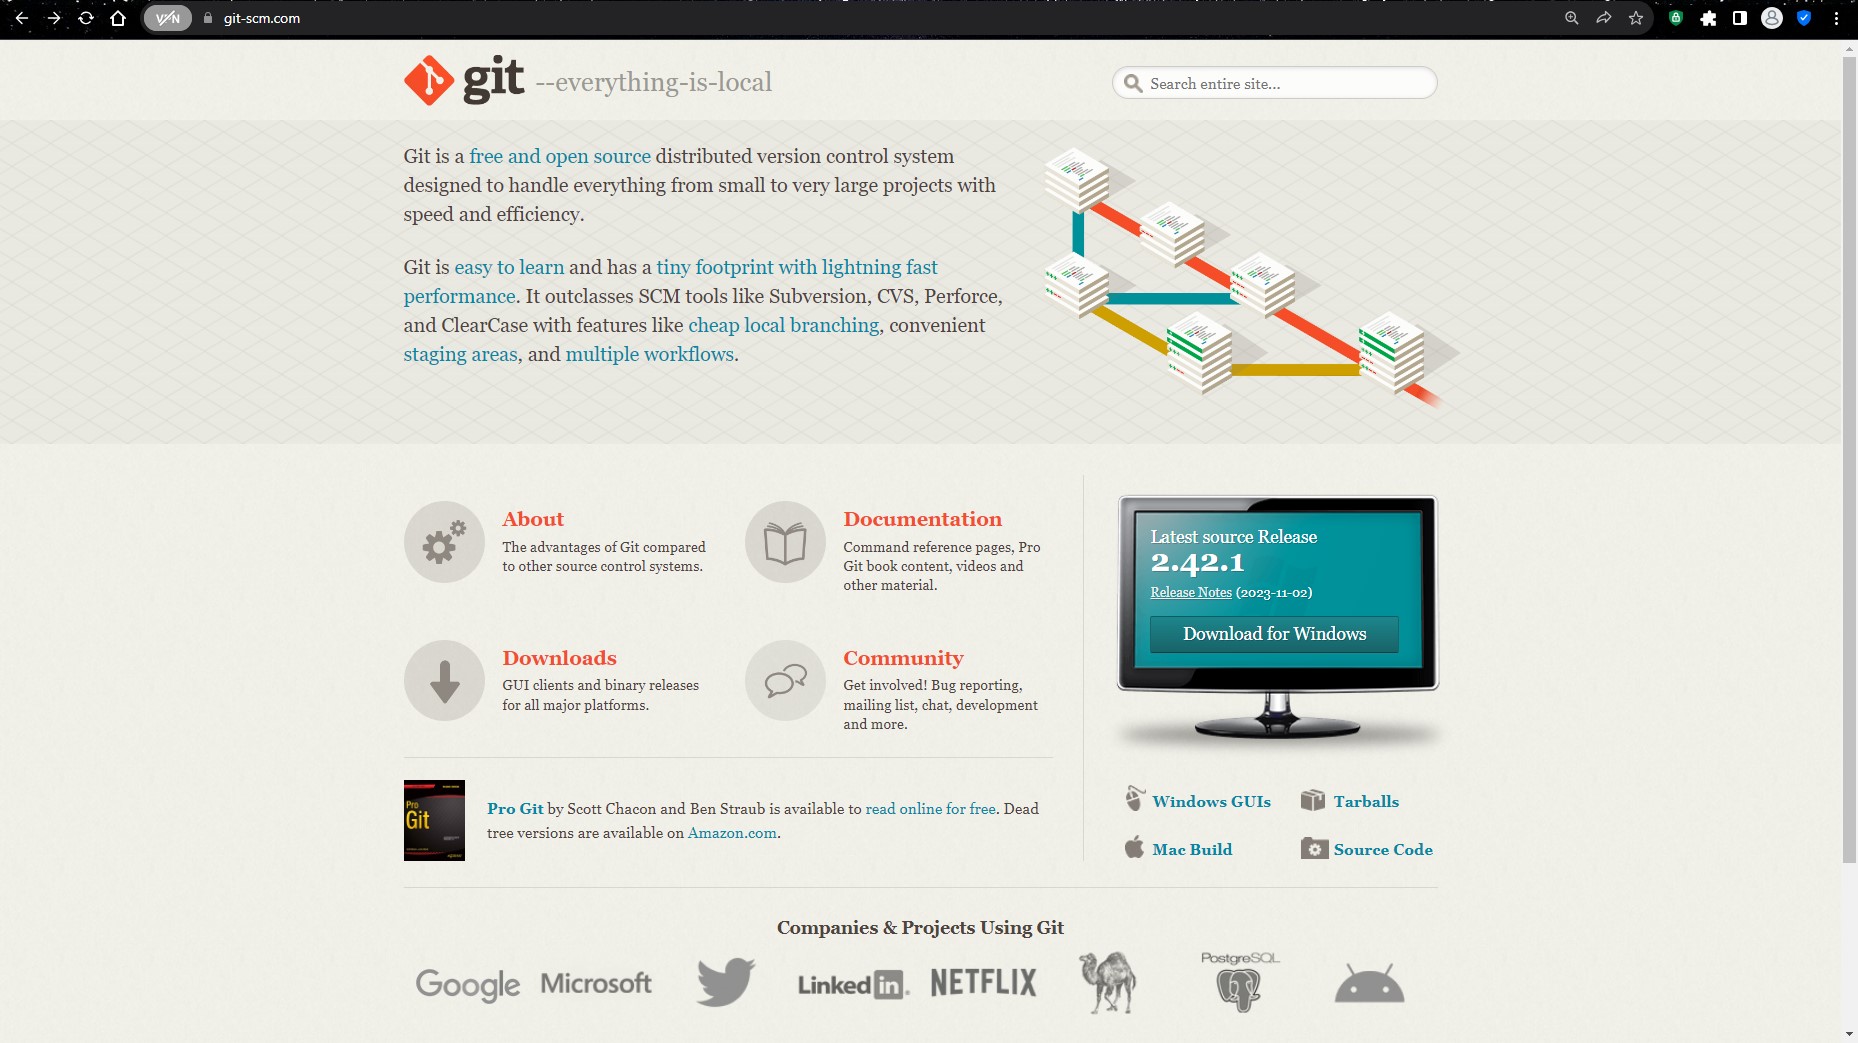 VPN
git-scm.com
git --everything-is-local
Search entire site...
Git is a free and open source distributed version control system
designed to handle everything from small to very large projects with
speed and efficiency.
Git is easy to learn and has a tiny footprint with lightning fast
performance. It outclasses SCM tools like Subversion, CVS, Perforce,
and ClearCase with features like cheap local branching, convenient
staging areas, and multiple workflows.
About
The advantages of Git compared
to other source control systems.
Documentation
Command reference pages, Pro
Git book content, videos and
other material.
Downloads
GUI clients and binary releases
for all major platforms.
Community
Get involved! Bug reporting,
mailing list, chat, development
and more.
Pro
Git
Pro Git by Scott Chacon and Ben Straub is available to read online for free. Dead
tree versions are available on Amazon.com.
Latest source Release
2.42.1
Release Notes (2023-11-02)
Download for Windows
Windows GUIs
Tarballs
Mac Build
Source Code
Companies & Projects Using Git
Google
Microsoft
Linked in
NETFLIX
PostgreSQL